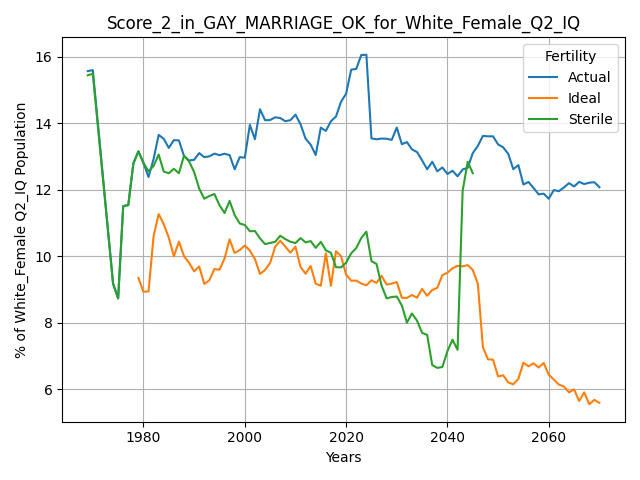 Score_2_in_GAY_MARRIAGE_OK_for_White_Female_Q2_IQ
Fertility
Actual
Ideal
Sterile
% of White_Female Q2_IQ Population
16
14
12
10
8
6
1980
2000
2020
2040
2060
Years